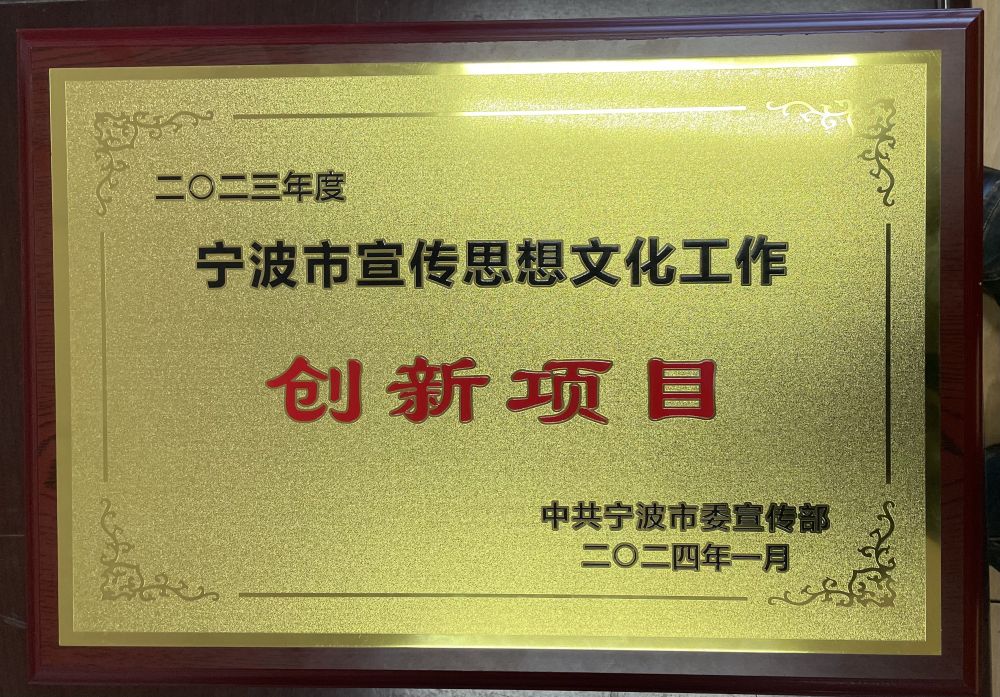 二〇二三年度
宁波市宣传思想文化工作
创新项目
中共宁波市委宣传部
二〇二四年一月